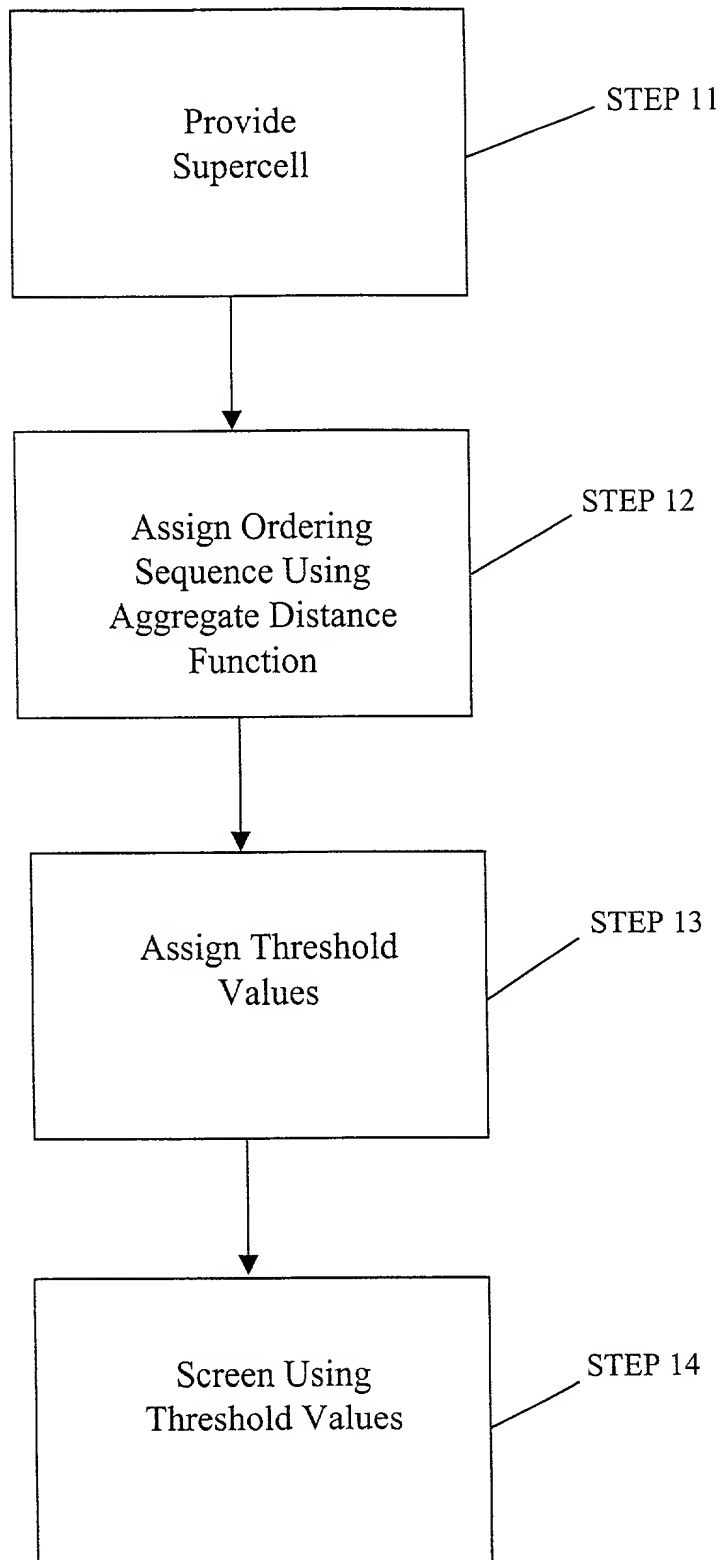 Provide
Supercell
STEP 11
Assign Ordering
Sequence Using
Aggregate Distance
Function
STEP 12
Assign Threshold
Values
STEP 13
Screen Using
Threshold Values
STEP 14